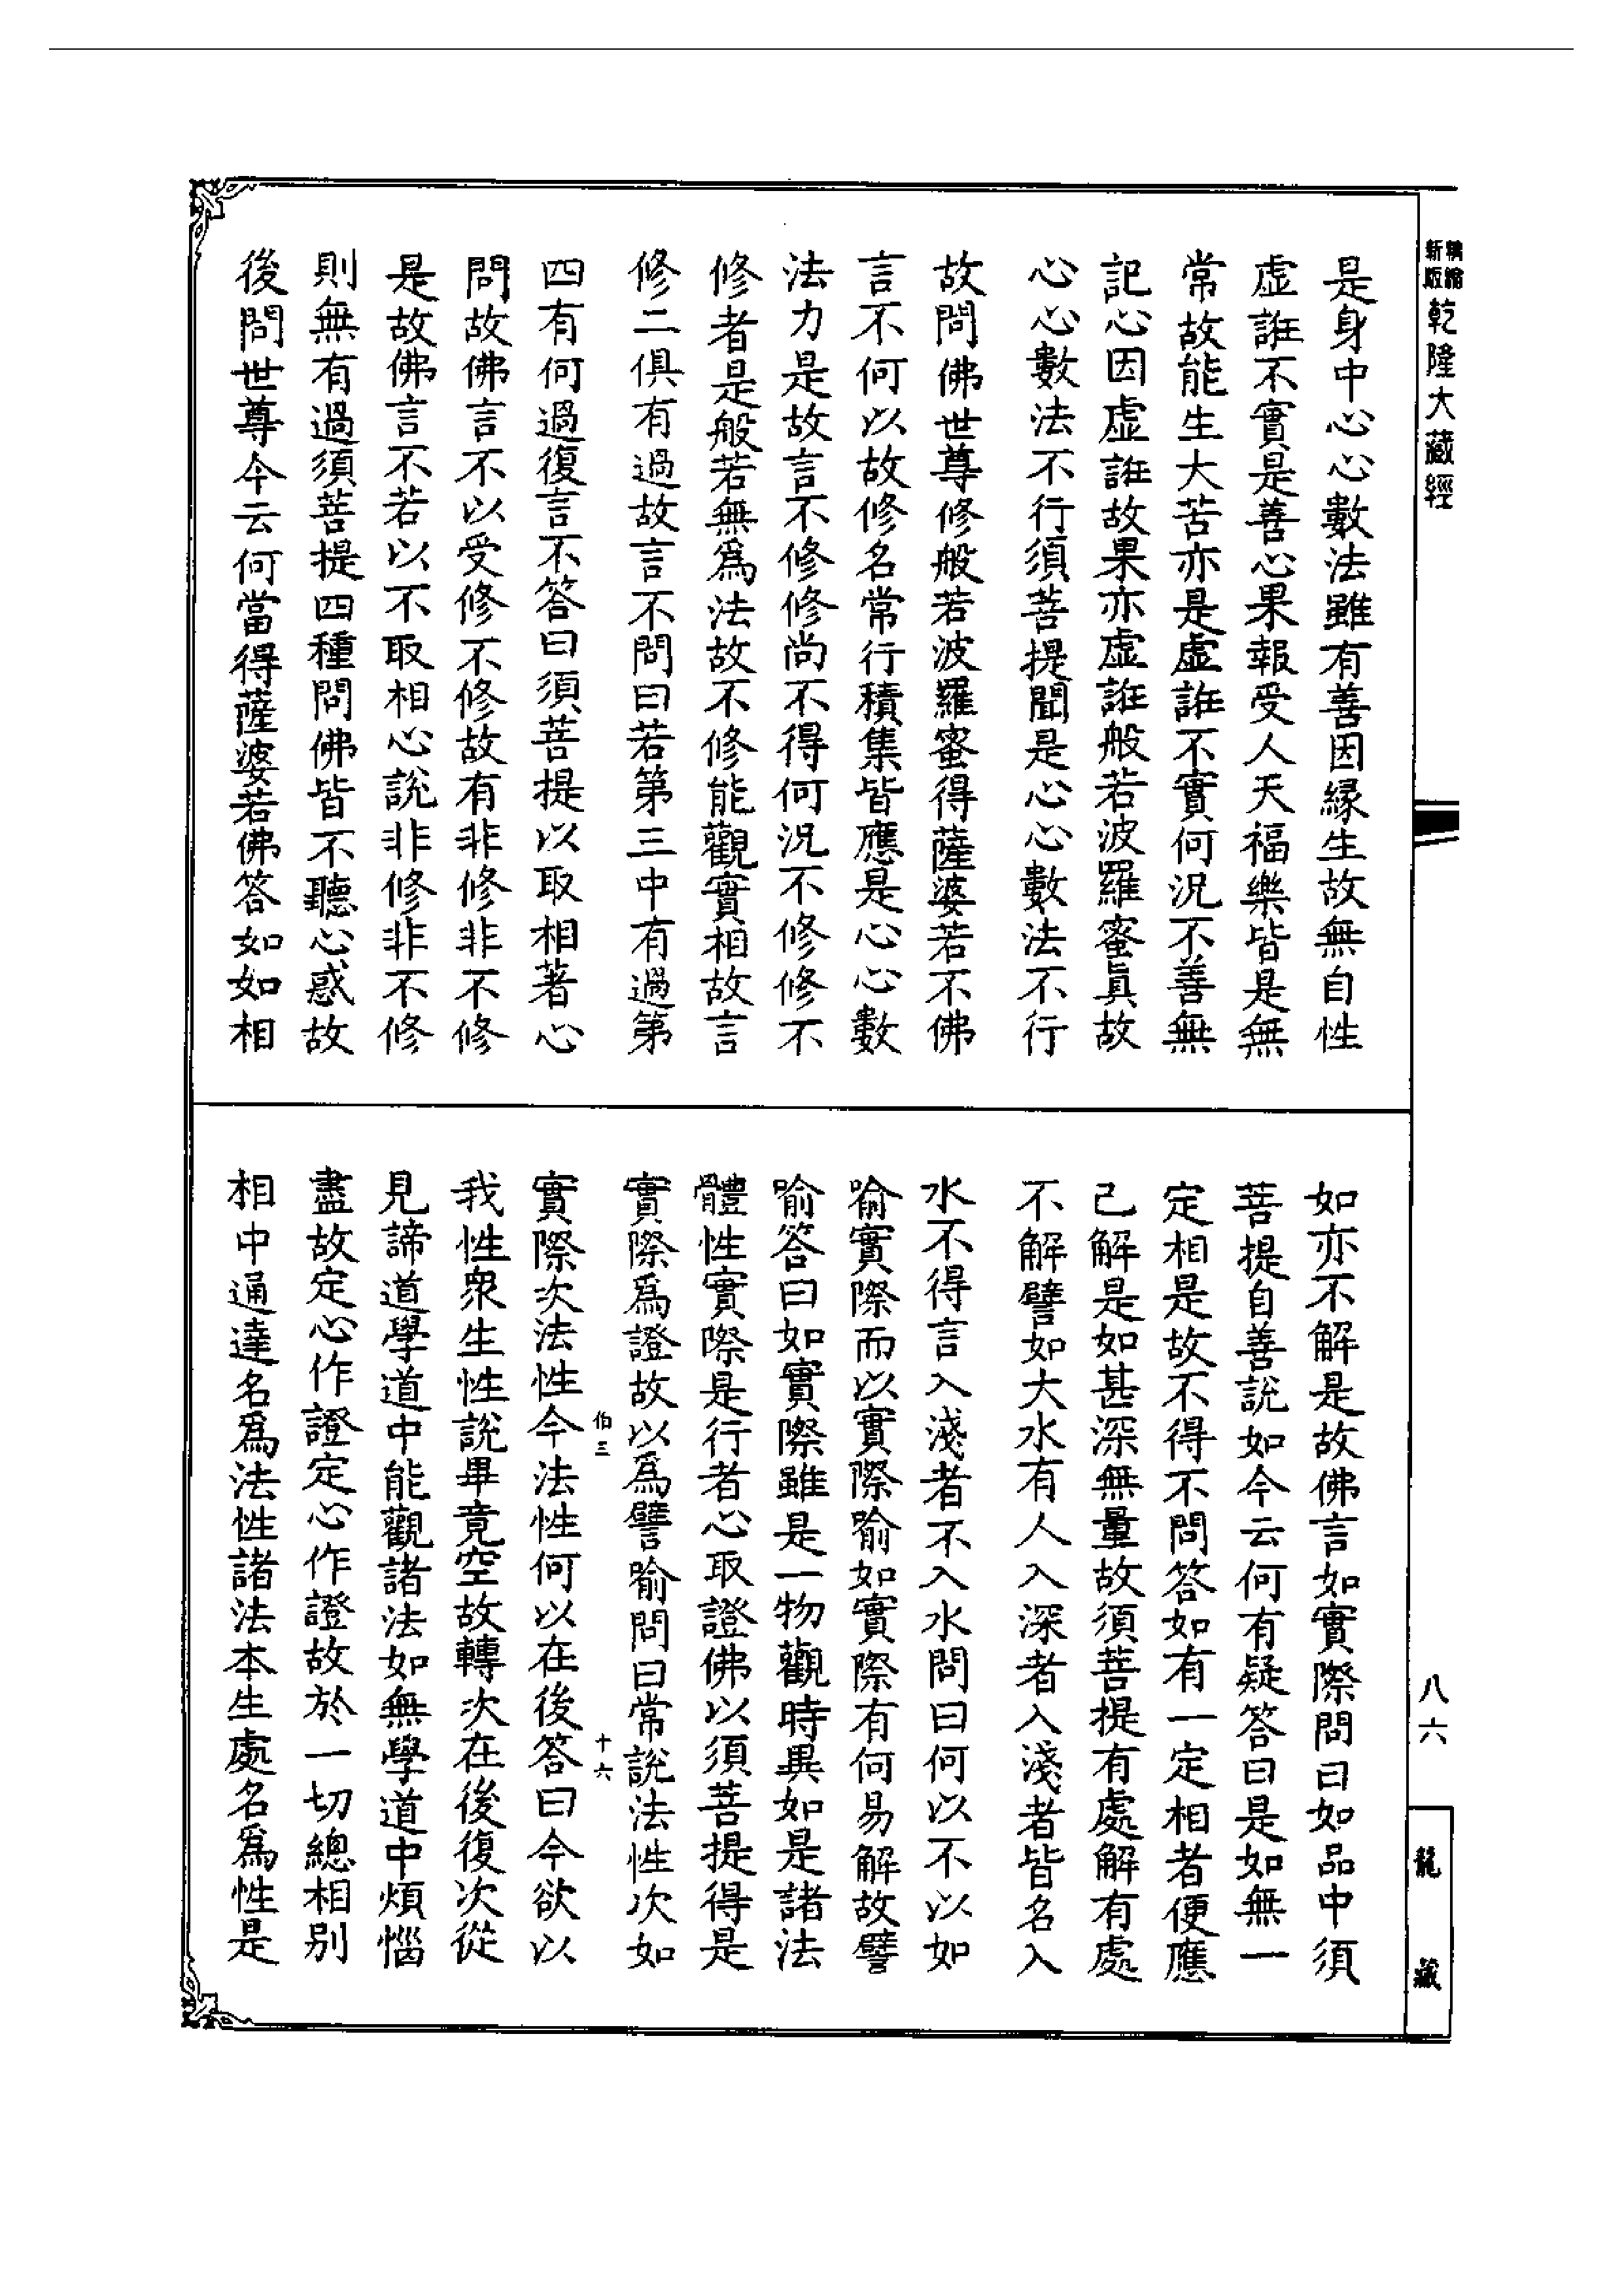 新版
精縮
乾隆大藏經
八六
龍藏
是身中心心數法雖有善因緣生故無自性
虛誑不實是善心果報受人天福樂皆是無
常故能生大苦亦是虛誑不實何況不善無
記心因虛誑故果亦虛誑般若波羅蜜眞故
心心數法不行須菩提聞是心心數法不行
故問佛世尊修般若波羅蜜得薩婆若不佛
言不何以故修名常行積集皆應是心心數
法力是故言不修修尚不得何況不修修不
修者是般若無爲法故不修能觀實相故言
修二俱有過故言不問曰若第三中有過第
四有何過復言不答曰須菩提以取相著心
問故佛言不以受修不修故有非修非不修
是故佛言不若以不取相心說非修非不修
則無有過須菩提四種問佛皆不聽心惑故
後問世尊今云何當得薩婆若佛答如如相
如亦不解是故佛言如實際問曰如品中須
菩提自善說如今云何有疑答曰是如無一
定相是故不得不問答如有一定相者便應
已解是如甚深無量故須菩提有處解有處
不解譬如大水有人入深者入淺者皆名入
水不得言入淺者不入水問曰何以不以如
喻實際而以實際喻如實際有何易解故譬
喻答曰如實際雖是一物觀時異如是諸法
體性實際是行者心取證佛以須菩提得是
實際爲證故以爲譬喻問曰常說法性次如
伯三
十六
實際次法性今法性何以在後答曰今欲以
我性衆生性說畢竟空故轉次在後復次從
見諦道學道中能觀諸法如無學道中煩惱
盡故定心作證定心作證故於一切總相別
相中通達名爲法性諸法本生處名爲性是